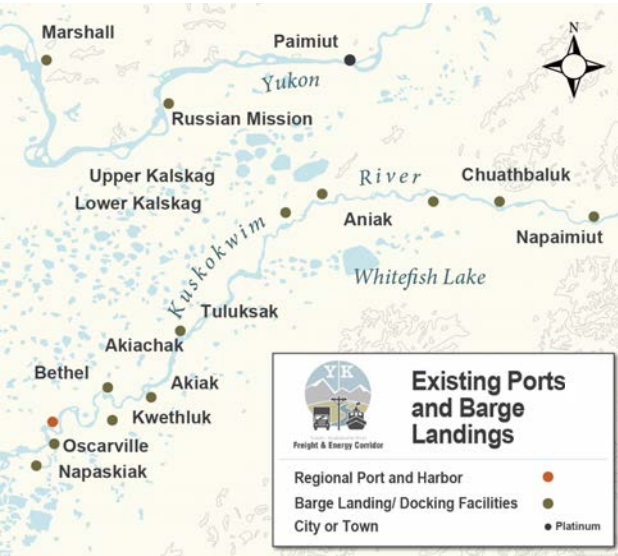 Marshall
Paimiut
N
Yukon
Russian Mission
Upper Kalskag
River
Chuathbaluk
Lower Kalskag
Aniak
Napaimiut
Kuskokwim
Whitefish Lake
Tuluksak
Akiachak
Bethel
Akiak
Kwethluk
Oscarville
Napaskiak
YK
Freight & Energy Corridor
Existing Ports
and Barge
Landings
Regional Port and Harbor
Barge Landing/ Docking Facilities
City or Town
Platinum